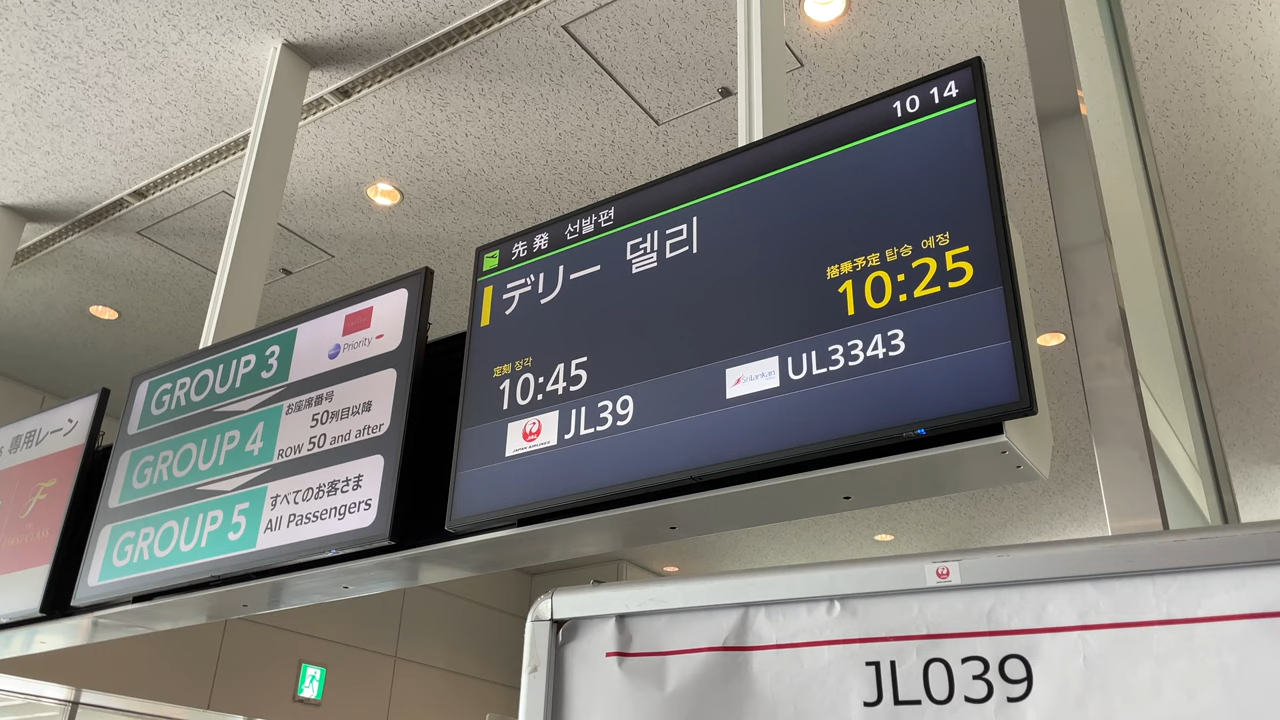 専用レーン
F
FIRST CLASS
GROUP 3
Priority
GROUP 4
お座席番号
50列目以降
ROW 50 and after
GROUP 5
すべてのお客さま
All Passengers
10 14
先発 선발편
デリー 델리
搭乗予定 탑승 예정
10:25
定刻 정각
10:45
JAPAN AIRLINES
JL39
SriLankan
UL3343
JL039